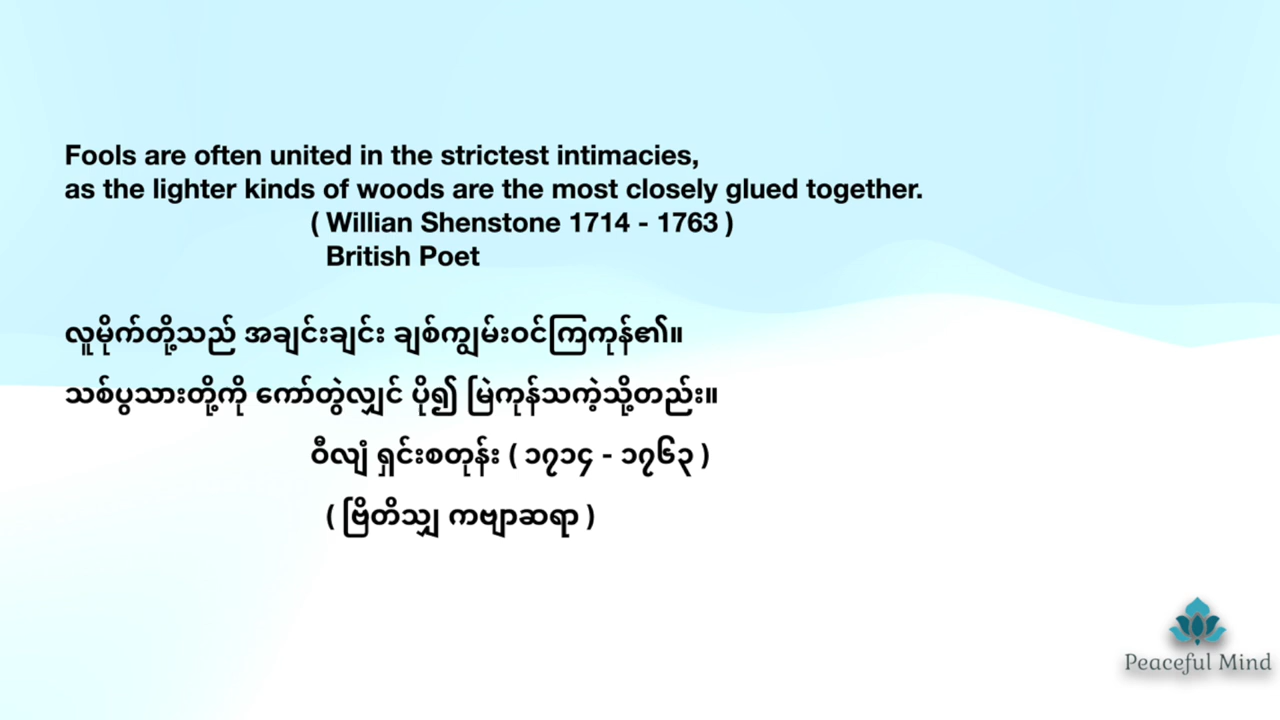 Fools are often united in the strictest intimacies,
as the lighter kinds of woods are the most closely glued together.
( Willian Shenstone 1714 - 1763 )
British Poet
လူမိုက်တို့သည် အချင်းချင်း ချစ်ကျွမ်းဝင်ကြကုန်၏။
သစ်ပွသားတို့ကို ကော်တွဲလျှင် ပို၍ မြဲကုန်သကဲ့သို့တည်း။
ဝီလျံ ရှင်းစတုန်း ( ၁၇၁၄ - ၁၇၆၃ )
( ဗြိတိသျှ ကဗျာဆရာ )
Peaceful Mind